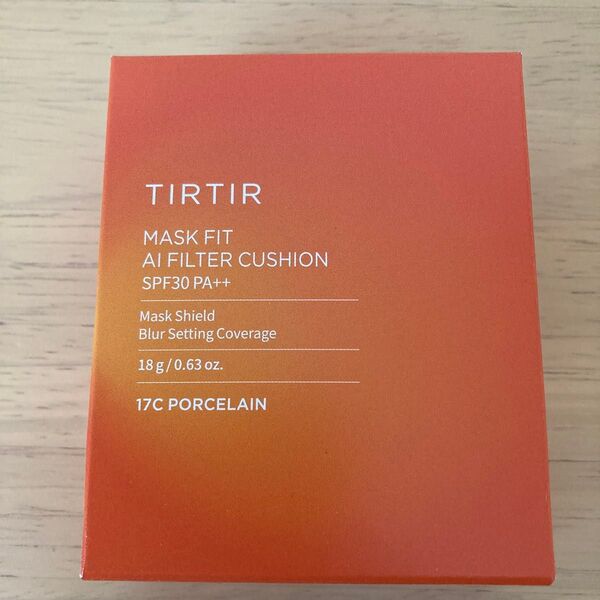 TIRTIR
MASK FIT
AI FILTER CUSHION
SPF30 PA++
Mask Shield
Blur Setting Coverage
18 g / 0.63 oz.
17C PORCELAIN